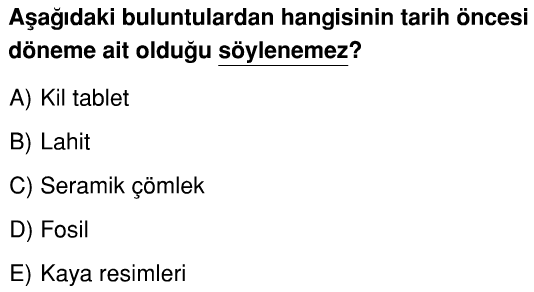 Aşağıdaki buluntulardan hangisinin tarih öncesi
döneme ait olduğu söylenemez?
A) Kil tablet
B) Lahit
C) Seramik çömlek
D) Fosil
E) Kaya resimleri